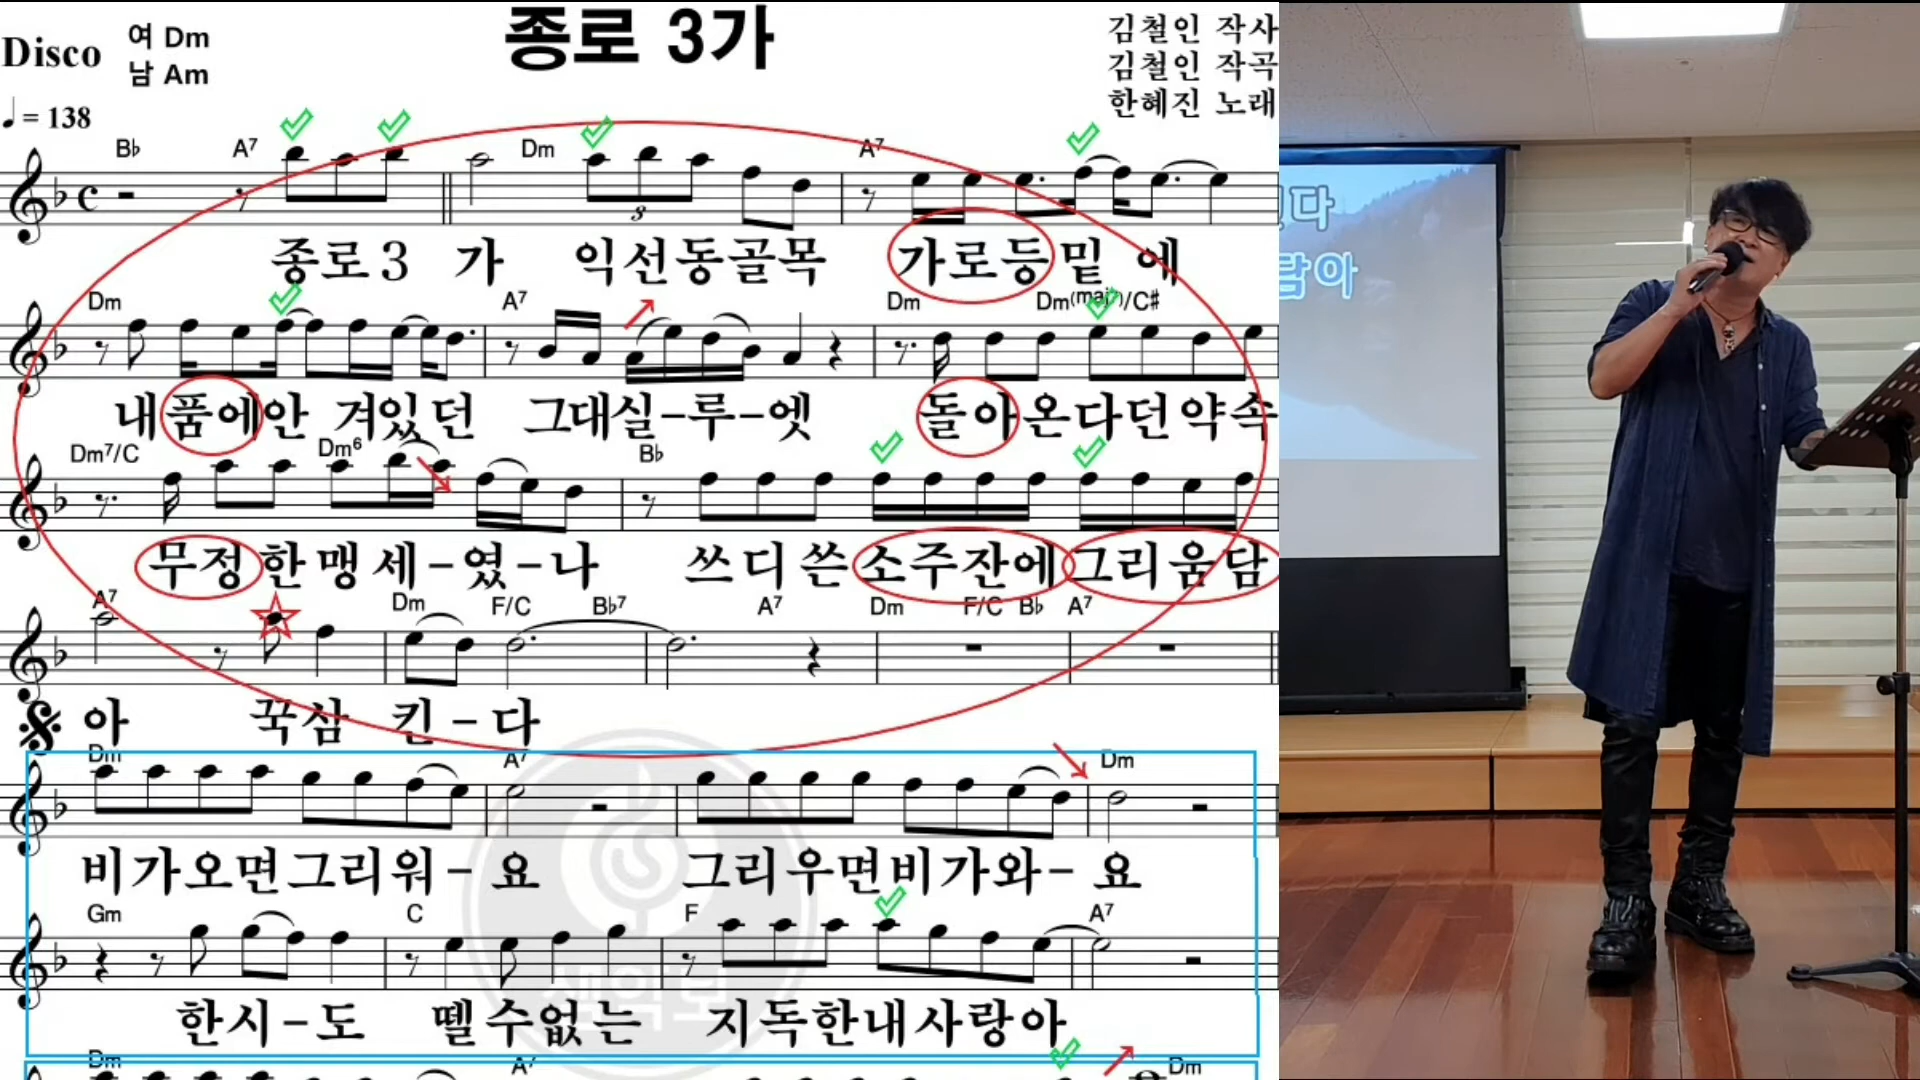 종로 3가
Disco
여 Dm
남 Am
♩= 138
김철인 작사
김철인 작곡
한혜진 노래
B♭ A7 Dm A7
종로3 가 익선동골목 가로등밑 에
Dm A7 Dm Dm(maj7)/C#
내품에안 겨있던 그대실-루-엣 돌아온다던약속
Dm7/C Dm6 B♭
무정한맹세-였-나 쓰디쓴소주잔에그리움담
A7 Dm F/C B♭7 A7 Dm F/C B♭ A7
아 꾹삼 킨-다
Dm A7 Dm
비가오면그리워-요 그리우면비가와-요
Gm C F A7
한시-도 뗄수없는 지독한내사랑아
Dm A7 Dm
다
담아